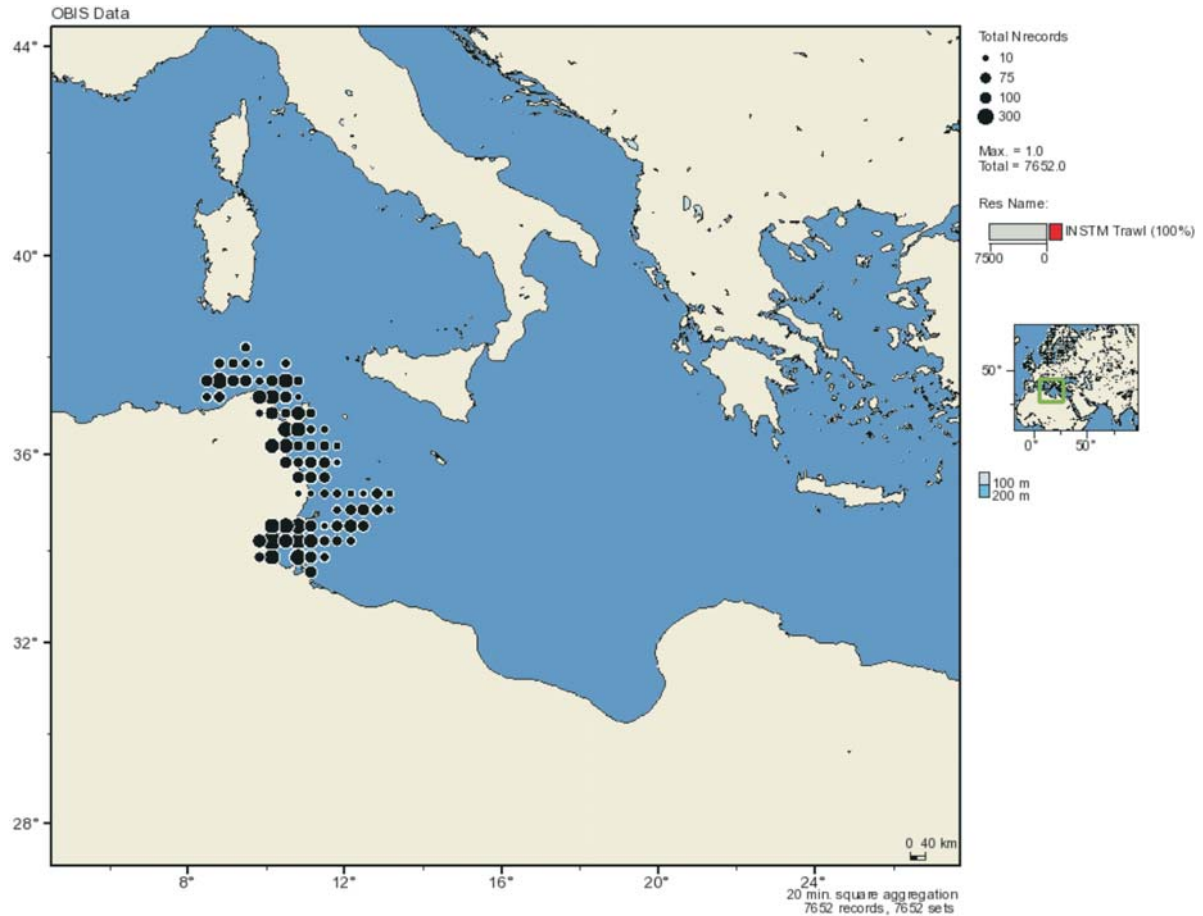 OBIS Data
44°
40°
36°
32°
28°
8°
12°
16°
20°
24°
0 40 km
20 min. square aggregation
7652 records, 7652 sets
Total Nrecords
10
75
100
300
Max. = 1.0
Total = 7652.0
Res Name:
INSTM Trawl (100%)
7500 0
50°
0° 50°
100 m
200 m